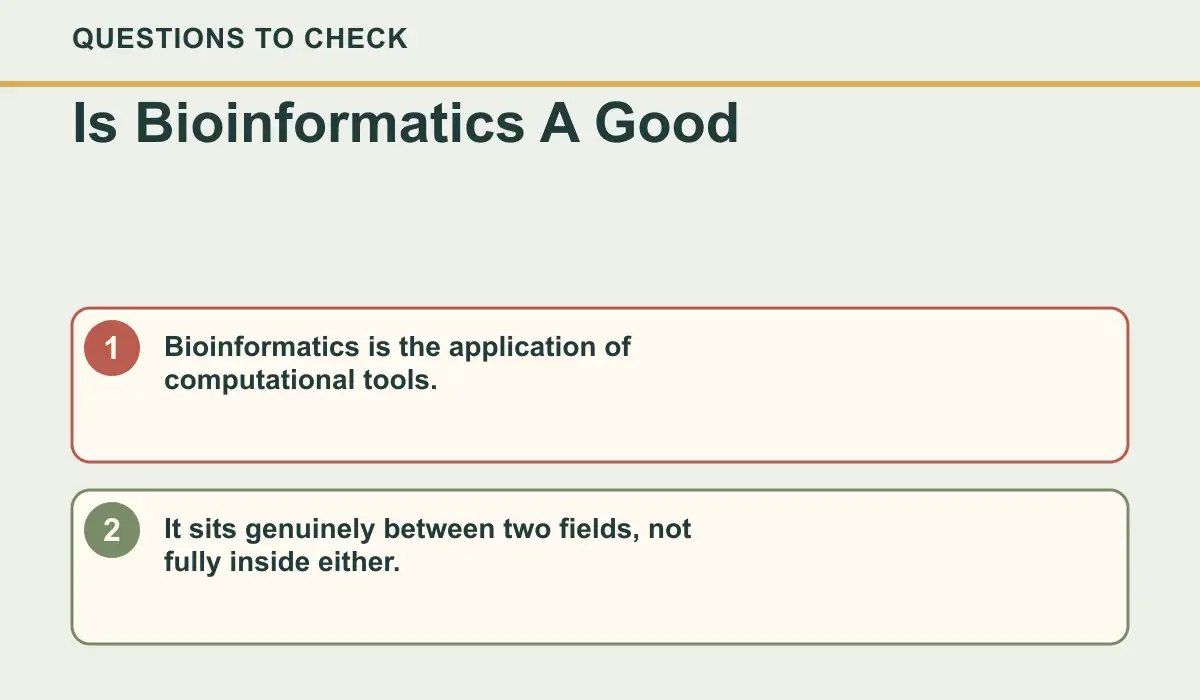 QUESTIONS TO CHECK
Is Bioinformatics A Good
1
Bioinformatics is the application of
computational tools.
2
It sits genuinely between two fields, not
fully inside either.